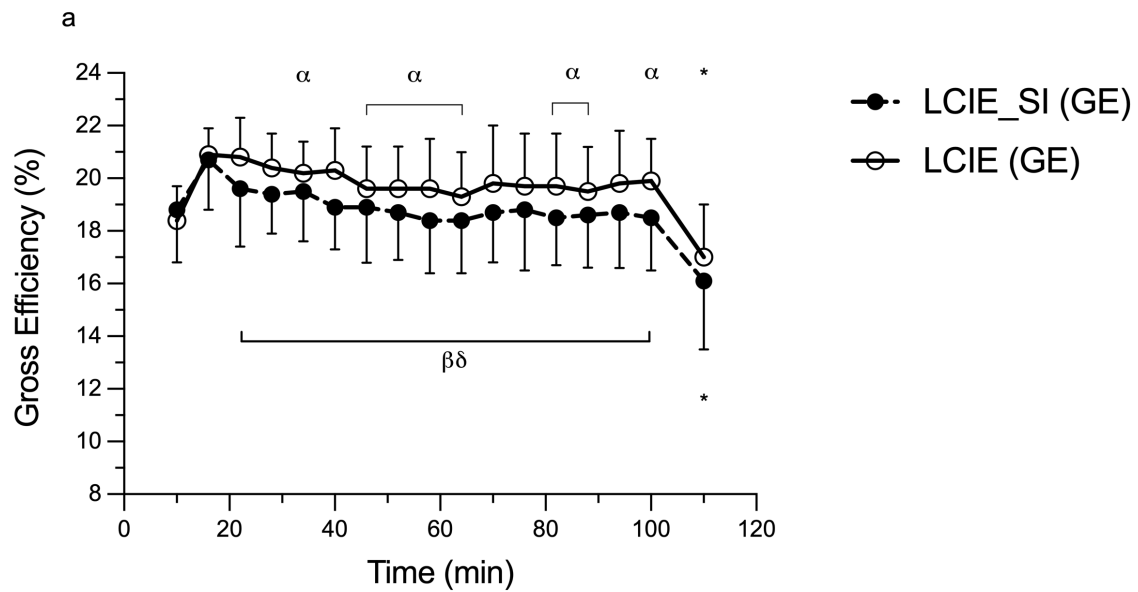 a
24
22
20
18
16
14
12
10
8
Gross Efficiency (%)
α
α
α
α
*
βδ
*
0
20
40
60
80
100
120
Time (min)
LCIE_SI (GE)
LCIE (GE)